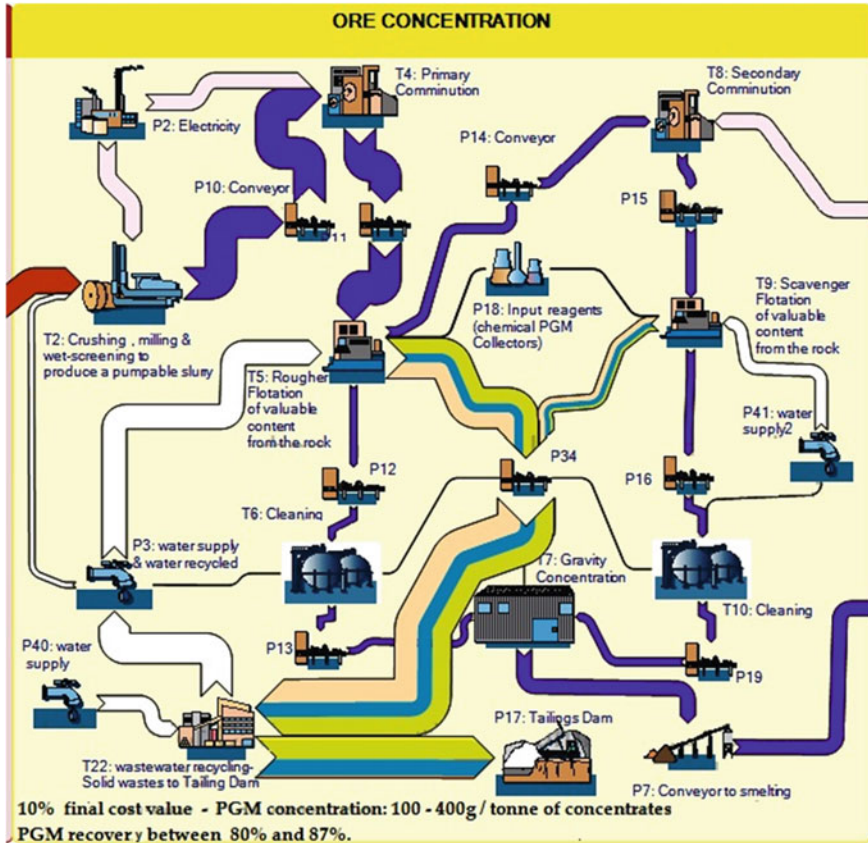 ORE CONCENTRATION
T4: Primary
Comminution
T8: Secondary
Comminution
P2: Electricity
P14: Conveyor
P10: Conveyor
P15
P11
T9: Scavenger
Flotation
of valuable
content
from the rock
P18: Input reagents
(chemical PGM
Collectors)
T2: Crushing , milling &
wet-screening to
produce a pumpable slurry
T5: Rougher
Flotation
of valuable
content
from the rock
P41: water
supply2
P12
P34
P16
T6: Cleaning
P3: water supply
& water recycled
T7: Gravity
Concentration
T10: Cleaning
P13
P40: water
supply
P19
P17: Tailings Dam
T22: wastewater recycling-
Solid wastes to Tailing Dam
P7: Conveyor to smelting
10% final cost value - PGM concentration: 100 - 400g / tonne of concentrates
PGM recovery between 80% and 87%.